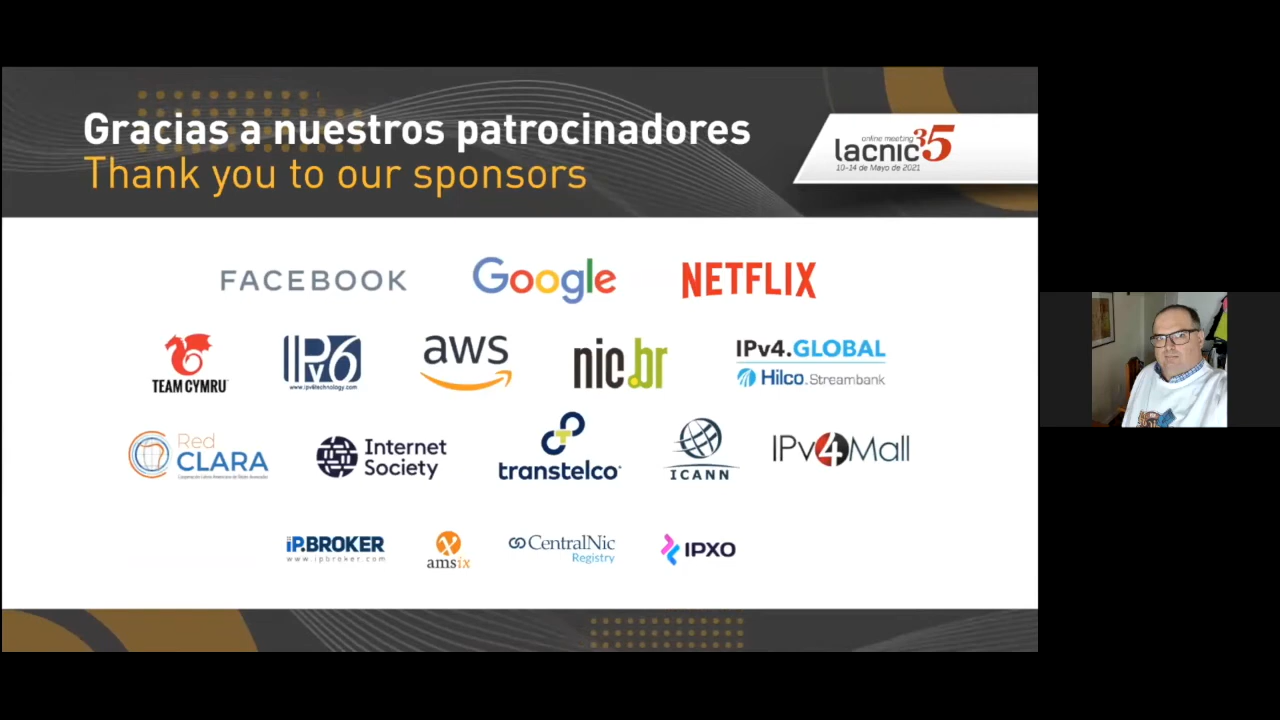 Gracias a nuestros patrocinadores
Thank you to our sponsors
online meeting
lacnic35
10-14 de Mayo de 2021
FACEBOOK
Google
NETFLIX
TEAM CYMRU
IPv6
www.ipv6technology.com
aws
nic.br
IPv4.GLOBAL
Hilco.Streambank
Red
CLARA
Internet
Society
transtelco
ICANN
IPv4Mall
iP.BROKER
www.ipbroker.com
amsix
CentralNic
Registry
IPXO